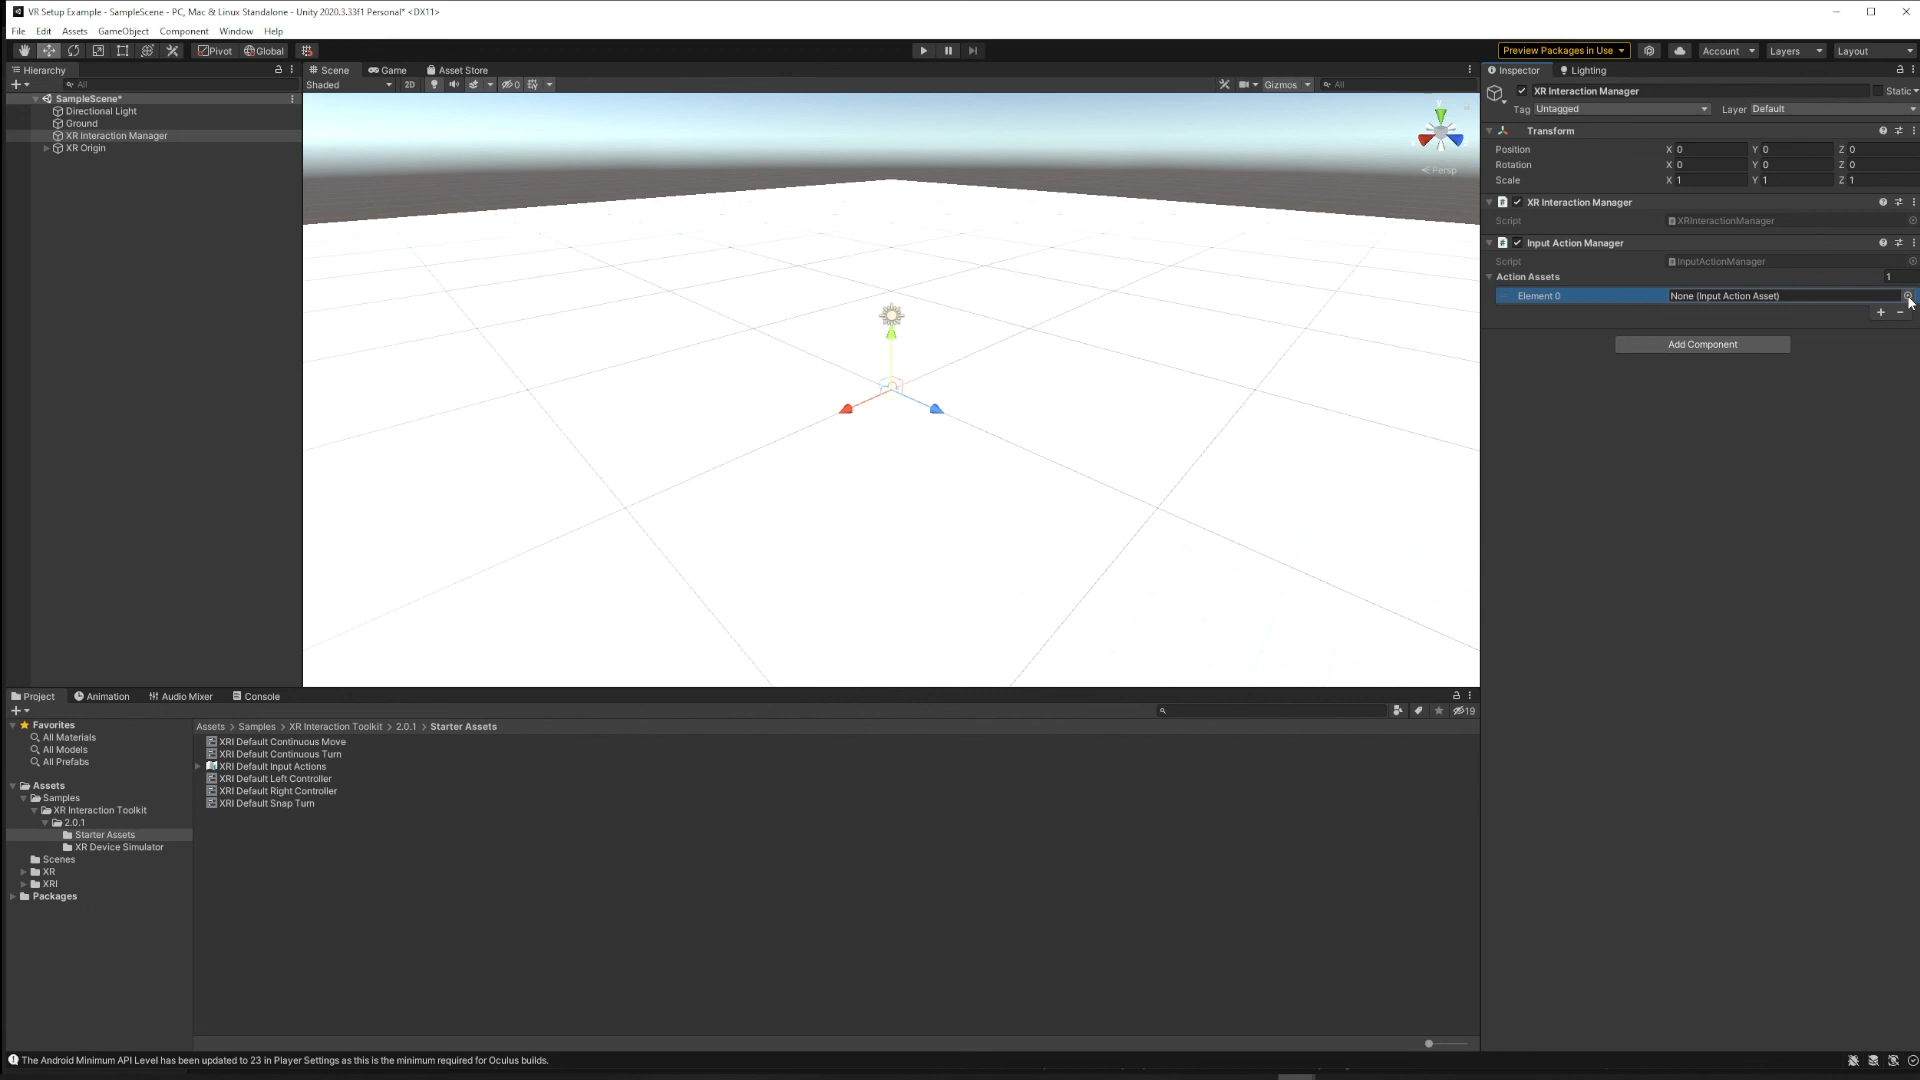 VR Setup Example - SampleScene - PC, Mac & Linux Standalone - Unity 2020.3.33f1 Personal* <DX11>
File Edit Assets GameObject Component Window Help
Pivot Global
Preview Packages in Use
Account
Layers
Layout
Hierarchy
All
SampleScene*
Directional Light
Ground
XR Interaction Manager
XR Origin
Scene Game Asset Store
Shaded 2D 0 Gizmos All
y
Persp
Inspector Lighting
XR Interaction Manager Static
Tag Untagged Layer Default
Transform
Position X 0 Y 0 Z 0
Rotation X 0 Y 0 Z 0
Scale X 1 Y 1 Z 1
XR Interaction Manager
Script XRInteractionManager
Input Action Manager
Script InputActionManager
Action Assets 1
Element 0 None (Input Action Asset)
+ −
Add Component
Project Animation Audio Mixer Console
19
Favorites
All Materials
All Models
All Prefabs
Assets
Samples
XR Interaction Toolkit
2.0.1
Starter Assets
XR Device Simulator
Scenes
XR
XRI
Packages
Assets > Samples > XR Interaction Toolkit > 2.0.1 > Starter Assets
XRI Default Continuous Move
XRI Default Continuous Turn
XRI Default Input Actions
XRI Default Left Controller
XRI Default Right Controller
XRI Default Snap Turn
The Android Minimum API Level has been updated to 23 in Player Settings as this is the minimum required for Oculus builds.